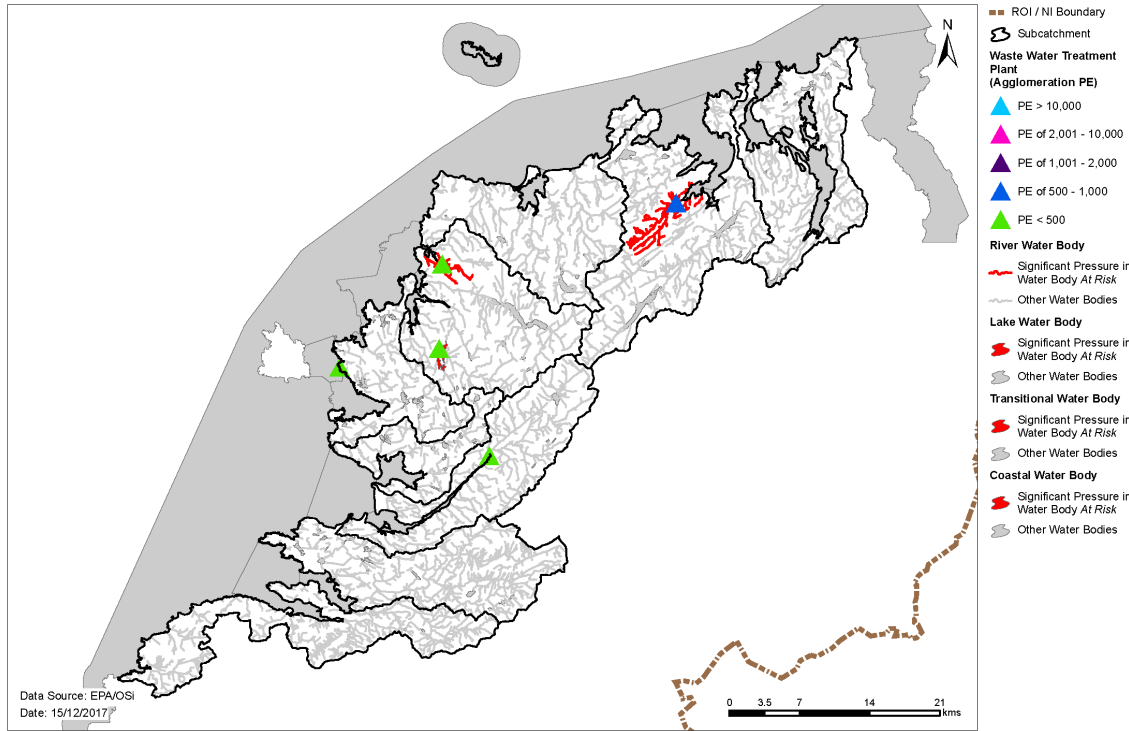 N
Data Source: EPA/OSi
Date: 15/12/2017
0 3.5 7 14 21
kms
ROI / NI Boundary
Subcatchment
Waste Water Treatment
Plant
(Agglomeration PE)
PE > 10,000
PE of 2,001 - 10,000
PE of 1,001 - 2,000
PE of 500 - 1,000
PE < 500
River Water Body
Significant Pressure in
Water Body At Risk
Other Water Bodies
Lake Water Body
Significant Pressure in
Water Body At Risk
Other Water Bodies
Transitional Water Body
Significant Pressure in
Water Body At Risk
Other Water Bodies
Coastal Water Body
Significant Pressure in
Water Body At Risk
Other Water Bodies